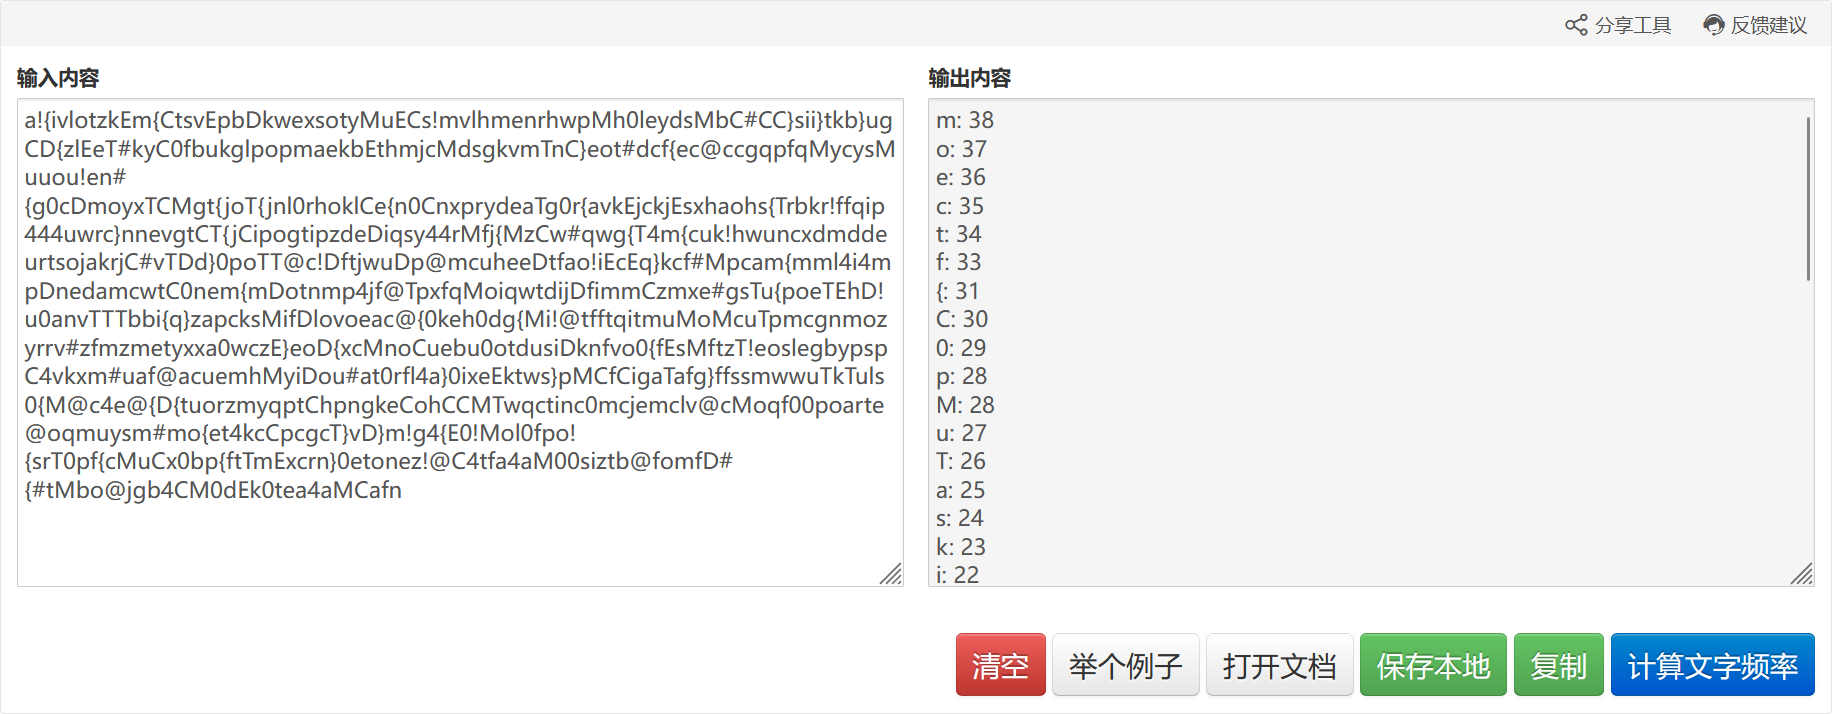 分享工具 反馈建议
输入内容
a!{ivlotzkEm{CtsvEpbDkwexsotyMuECs!mvlhmenrhwpMh0leydsMbC#CC}sii}tkb}ug
CD{zlEeT#kyC0fbukglpopmaekbEthmjcMdsgkvmTnC}eot#dcf{ec@ccgqpfqMycysM
uuou!en#
{g0cDmoyxTCMgt{joT{jnl0rhoklCe{n0CnxprydeaTg0r{avkEjckjEsxhaohs{Trbkr!ffqip
444uwrc}nnevgtCT{jCipogtipzdeDiqsy44rMfj{MzCw#qwg{T4m{cuk!hwuncxdmdde
urtsojakrjC#vTDd}0poTT@c!DftjwuDp@mcuheeDtfao!iEcEq}kcf#Mpcam{mml4i4m
pDnedamcwtC0nem{mDotnmp4jf@TpxfqMoiqwtdijDfimmCzmxe#gsTu{poeTEhD!
u0anvTTTbbi{q}zapcksMifDlovoeac@{0keh0dg{Mi!@tfftqitmuMoMcuTpmcgnmoz
yrrv#zfmzmetyxxa0wczE}eoD{xcMnoCuebu0otdusiDknfvo0{fEsMftzT!eoslegbypsp
C4vkxm#uaf@acuemhMyiDou#at0rfl4a}0ixeEktws}pMCfCigaTafg}ffssmwwuTkTuls
0{M@c4e@{D{tuorzmyqptChpngkeCohCCMTwqctinc0mcjemclv@cMoqf00poarte
@oqmuysm#mo{et4kcCpcgcT}vD}m!g4{E0!Mol0fpo!
{srT0pf{cMuCx0bp{ftTmExcrn}0etonez!@C4tfa4aM00siztb@fomfD#
{#tMbo@jgb4CM0dEk0tea4aMCafn
输出内容
m: 38
o: 37
e: 36
c: 35
t: 34
f: 33
{: 31
C: 30
0: 29
p: 28
M: 28
u: 27
T: 26
a: 25
s: 24
k: 23
i: 22
清空 举个例子 打开文档 保存本地 复制 计算文字频率